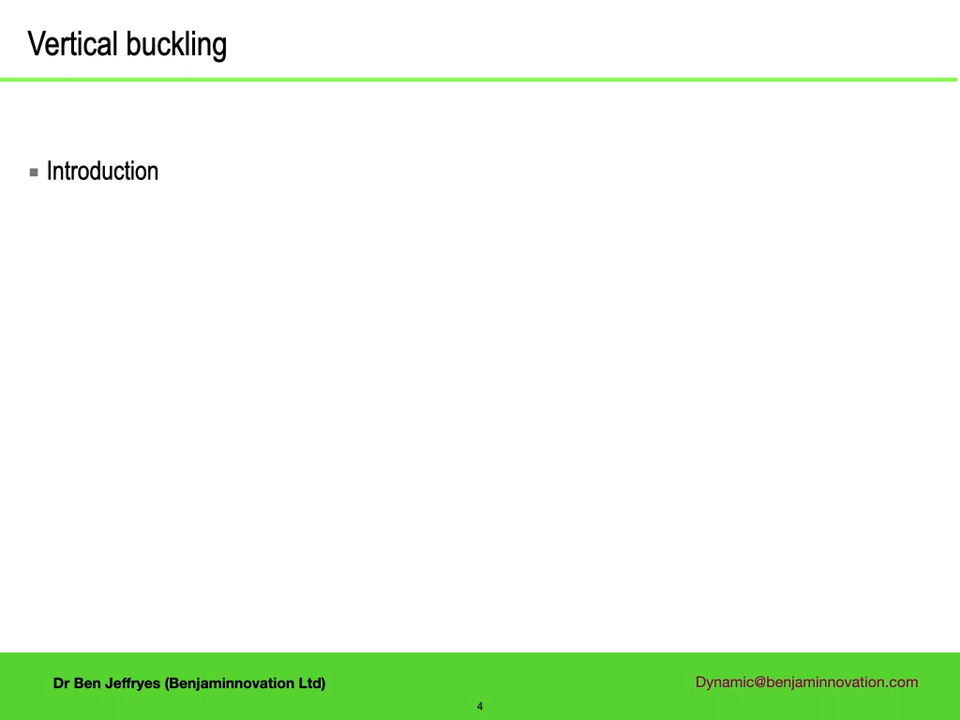 Vertical buckling
▪ Introduction
Dr Ben Jeffryes (Benjaminnovation Ltd)
Dynamic@benjaminnovation.com
4